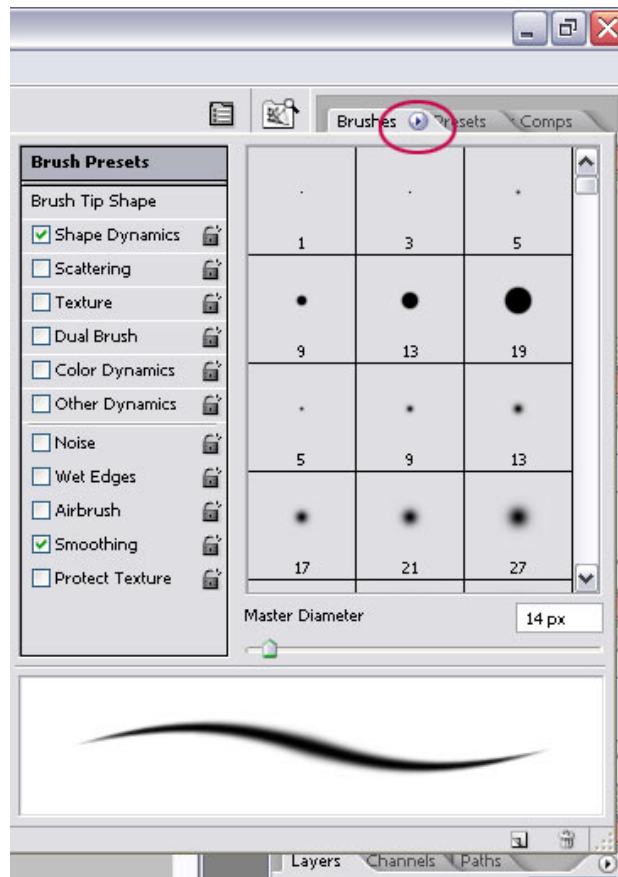 Brushes Presets Comps
Brush Presets
Brush Tip Shape
Shape Dynamics
Scattering
Texture
Dual Brush
Color Dynamics
Other Dynamics
Noise
Wet Edges
Airbrush
Smoothing
Protect Texture
1 3 5
9 13 19
5 9 13
17 21 27
Master Diameter 14 px
Layers Channels Paths